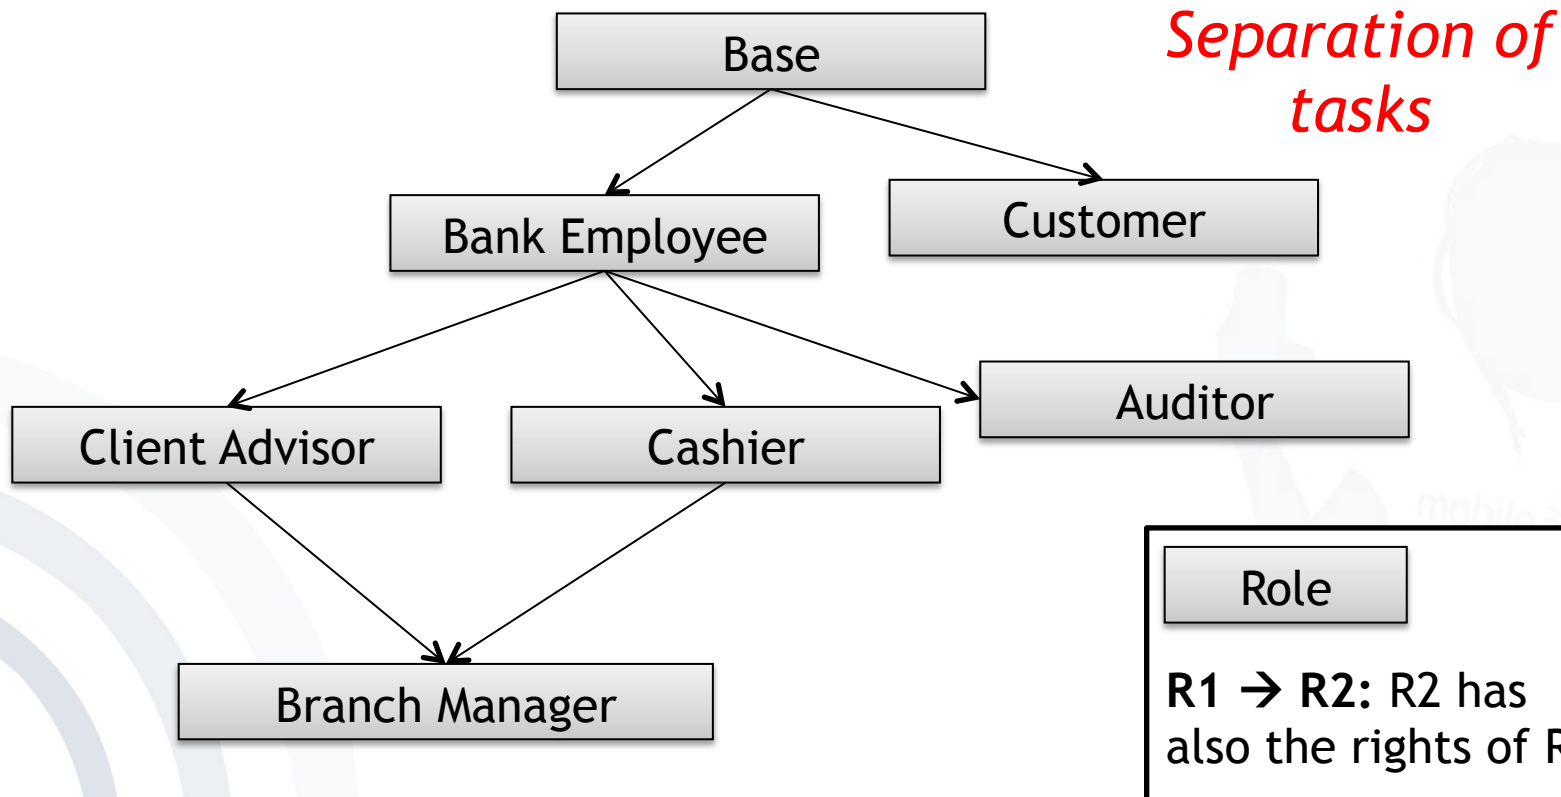 Separation of
tasks
Base
Bank Employee
Customer
Client Advisor
Cashier
Auditor
Branch Manager
Role
R1 → R2: R2 has
also the rights of
mobile